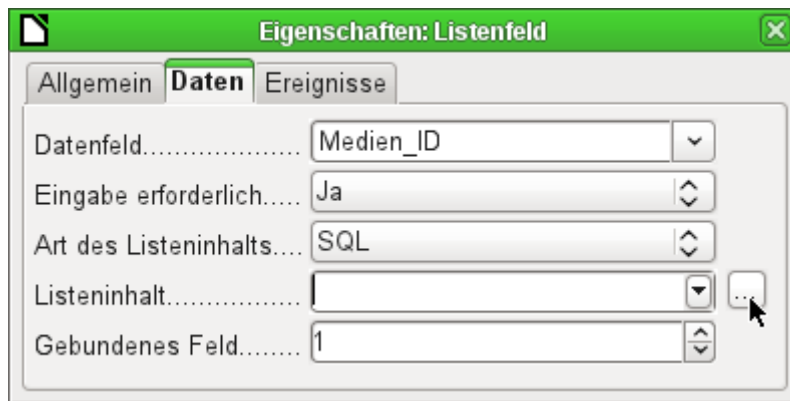 Eigenschaften: Listenfeld
Allgemein Daten Ereignisse
Datenfeld.................... Medien_ID
Eingabe erforderlich..... Ja
Art des Listeninhalts.... SQL
Listeninhalt................. ...
Gebundenes Feld........ 1